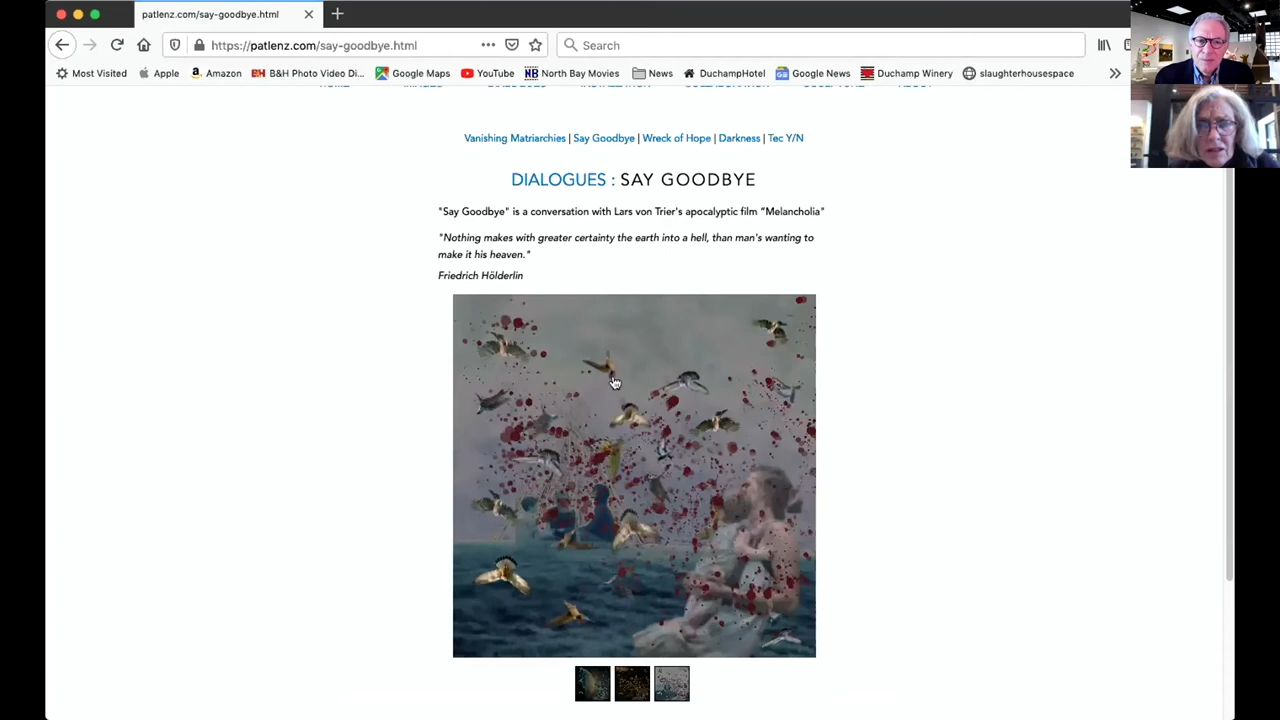 patlenz.com/say-goodbye.html
https://patlenz.com/say-goodbye.html
Search
Most Visited Apple Amazon B&H Photo Video Di... Google Maps YouTube North Bay Movies News DuchampHotel Google News Duchamp Winery slaughterhousespace
Vanishing Matriarchies | Say Goodbye | Wreck of Hope | Darkness | Tec Y/N
DIALOGUES : SAY GOODBYE
"Say Goodbye" is a conversation with Lars von Trier's apocalyptic film “Melancholia"
"Nothing makes with greater certainty the earth into a hell, than man's wanting to
make it his heaven."
Friedrich Hölderlin